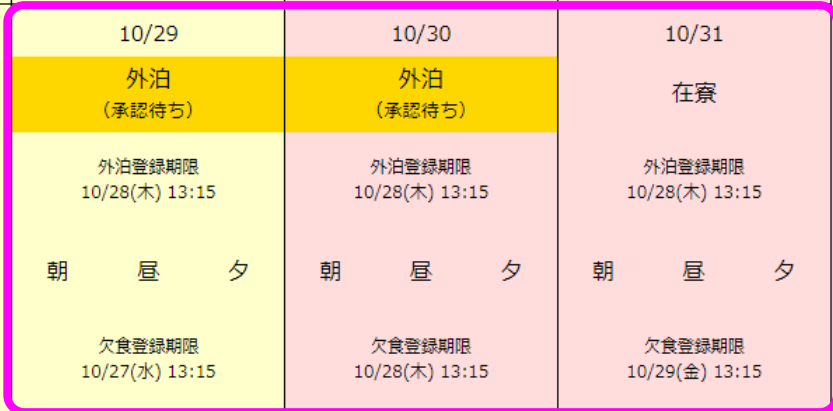 10/29
外泊
（承認待ち）
外泊登録期限
10/28(木) 13:15
朝 昼 夕
欠食登録期限
10/27(水) 13:15
10/30
外泊
（承認待ち）
外泊登録期限
10/28(木) 13:15
朝 昼 夕
欠食登録期限
10/28(木) 13:15
10/31
在寮
外泊登録期限
10/28(木) 13:15
朝 昼 夕
欠食登録期限
10/29(金) 13:15